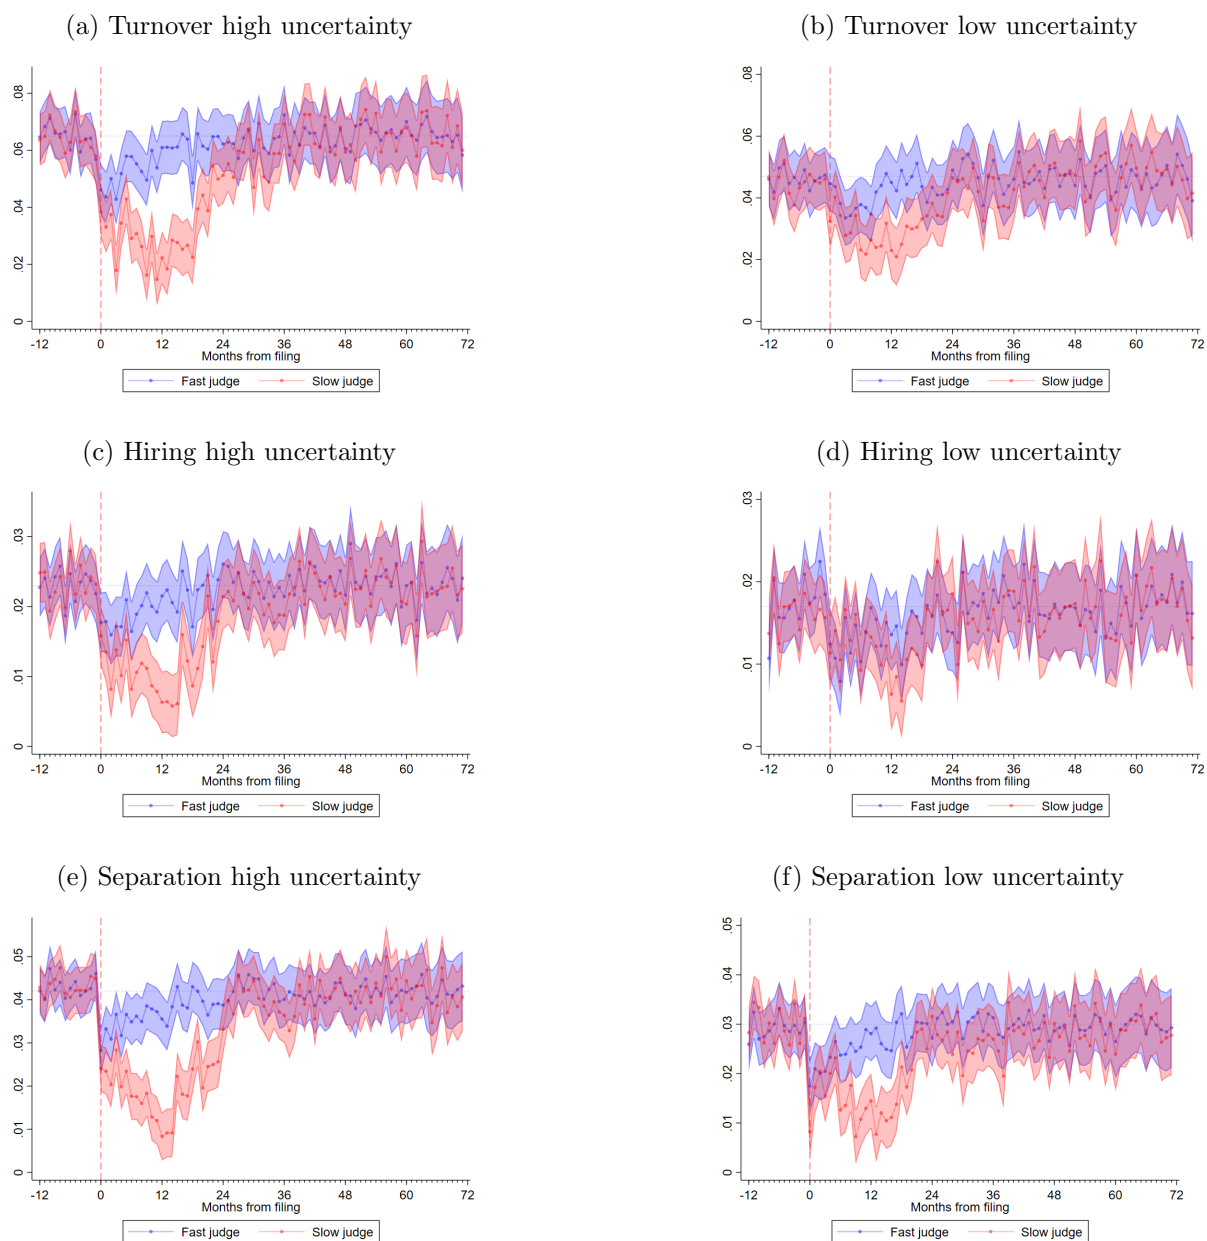 (a) Turnover high uncertainty
.08
.06
.04
.02
0
-12 0 12 24 36 48 60 72
Months from filing
Fast judge Slow judge
(b) Turnover low uncertainty
.08
.06
.04
.02
0
-12 0 12 24 36 48 60 72
Months from filing
Fast judge Slow judge
(c) Hiring high uncertainty
.03
.02
.01
0
-12 0 12 24 36 48 60 72
Months from filing
Fast judge Slow judge
(d) Hiring low uncertainty
.03
.02
.01
0
-12 0 12 24 36 48 60 72
Months from filing
Fast judge Slow judge
(e) Separation high uncertainty
.05
.04
.03
.02
.01
0
-12 0 12 24 36 48 60 72
Months from filing
Fast judge Slow judge
(f) Separation low uncertainty
.05
.04
.03
.02
.01
0
-12 0 12 24 36 48 60 72
Months from filing
Fast judge Slow judge